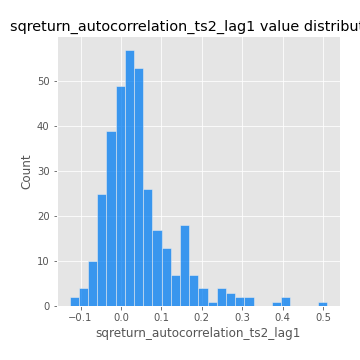 sqreturn_autocorrelation_ts2_lag1 value distribut
Count
50
40
30
20
10
0
−0.1 0.0 0.1 0.2 0.3 0.4 0.5
sqreturn_autocorrelation_ts2_lag1